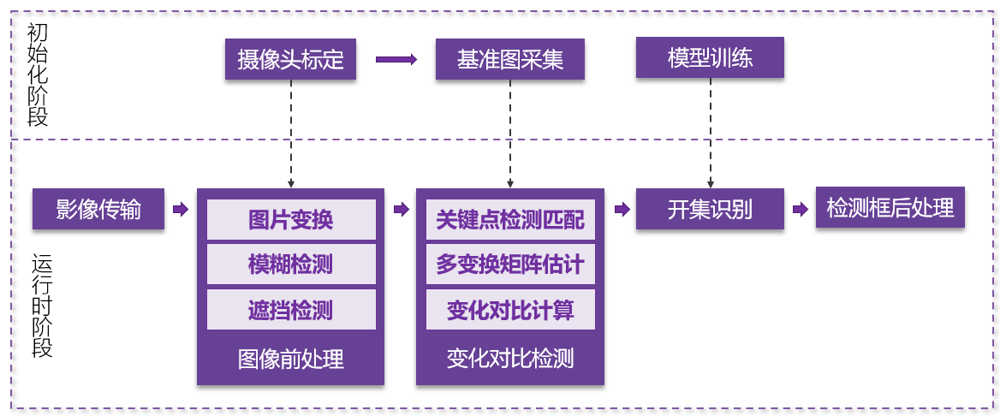 初始化阶段
摄像头标定
基准图采集
模型训练
运行时阶段
影像传输
图片变换
模糊检测
遮挡检测
图像前处理
关键点检测匹配
多变换矩阵估计
变化对比计算
变化对比检测
开集识别
检测框后处理